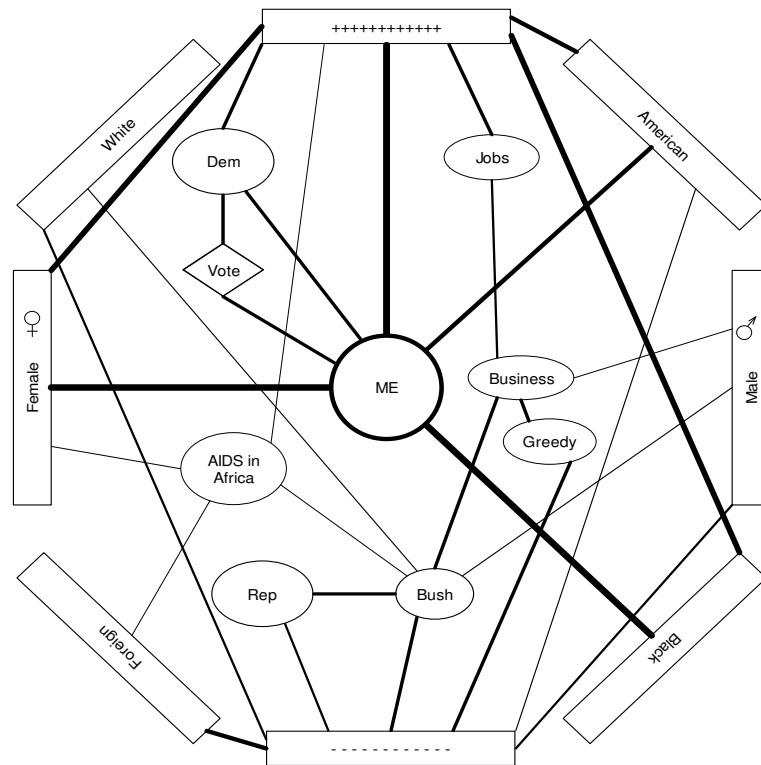 ++++++++++++
White
American
Dem
Jobs
Vote
♀
♂
Female
ME
Business
Male
Greedy
AIDS in
Africa
Rep
Bush
Foreign
Black
- - - - - - - - - - - -